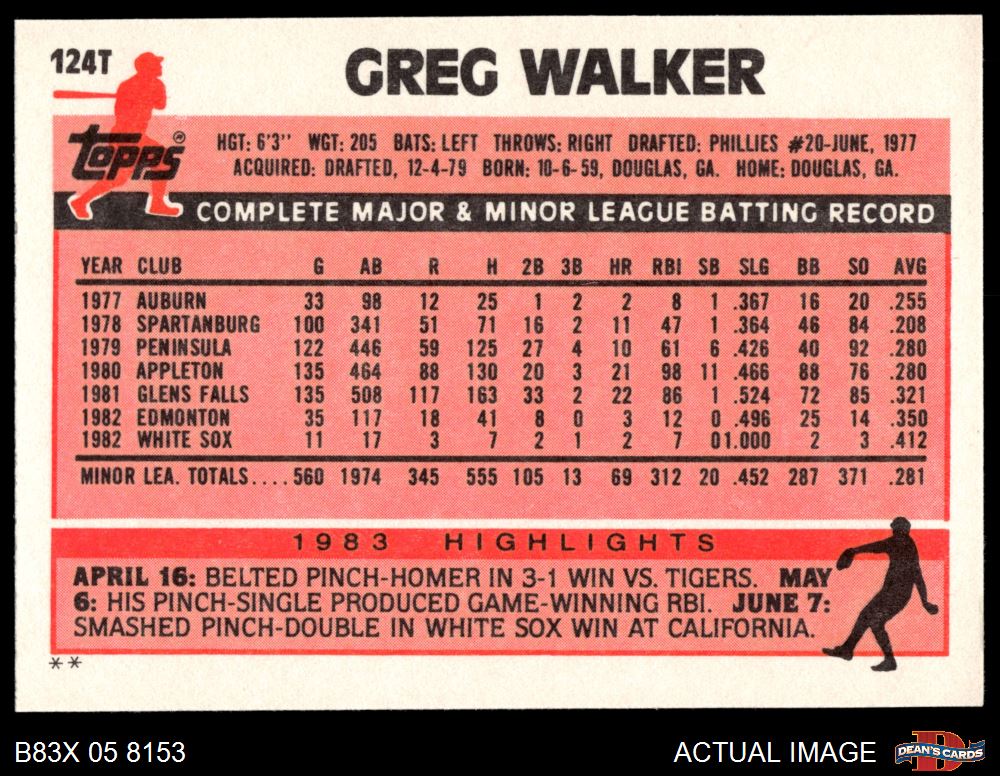 124T
GREG WALKER
topps®
HGT: 6'3" WGT: 205 BATS: LEFT THROWS: RIGHT DRAFTED: PHILLIES #20-JUNE, 1977
ACQUIRED: DRAFTED, 12-4-79 BORN: 10-6-59, DOUGLAS, GA. HOME: DOUGLAS, GA.
COMPLETE MAJOR & MINOR LEAGUE BATTING RECORD
YEAR CLUB G AB R H 2B 3B HR RBI SB SLG BB SO AVG
1977 AUBURN 33 98 12 25 1 2 2 8 1 .367 16 20 .255
1978 SPARTANBURG 100 341 51 71 16 2 11 47 1 .364 46 84 .208
1979 PENINSULA 122 446 59 125 27 4 10 61 6 .426 40 92 .280
1980 APPLETON 135 464 88 130 20 3 21 98 11 .466 88 76 .280
1981 GLENS FALLS 135 508 117 163 33 2 22 86 1 .524 72 85 .321
1982 EDMONTON 35 117 18 41 8 0 3 12 0 .496 25 14 .350
1982 WHITE SOX 11 17 3 7 2 1 2 7 0 1.000 2 3 .412
MINOR LEA. TOTALS....560 1974 345 555 105 13 69 312 20 .452 287 371 .281
1983 HIGHLIGHTS
APRIL 16: BELTED PINCH-HOMER IN 3-1 WIN VS. TIGERS. MAY
6: HIS PINCH-SINGLE PRODUCED GAME-WINNING RBI. JUNE 7:
SMASHED PINCH-DOUBLE IN WHITE SOX WIN AT CALIFORNIA.
**
B83X 05 8153
ACTUAL IMAGE
D
DEAN'S CARDS